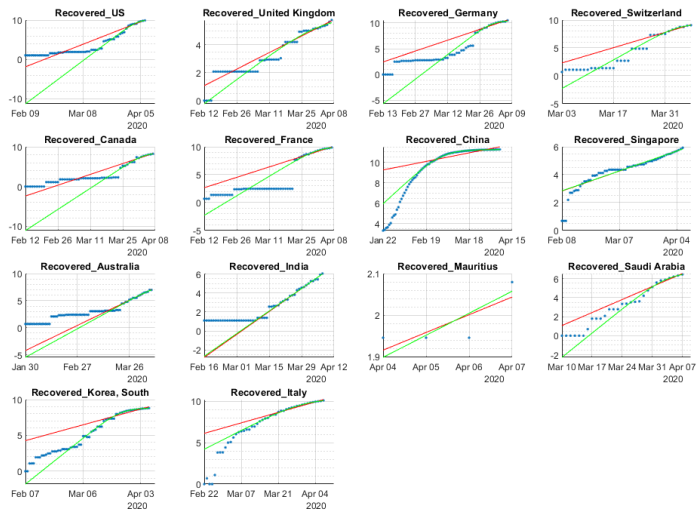 Recovered_US
10
0
-10
Feb 09 Mar 08 Apr 05
2020
Recovered_United Kingdom
4
2
0
Feb 12 Feb 26 Mar 11 Mar 25 Apr 08
2020
Recovered_Germany
10
5
0
-5
Feb 13 Feb 27 Mar 12 Mar 26 Apr 09
2020
Recovered_Switzerland
10
5
0
-5
Mar 03 Mar 17 Mar 31
2020
Recovered_Canada
10
0
-10
Feb 12 Feb 26 Mar 11 Mar 25 Apr 08
2020
Recovered_France
10
5
0
-5
Feb 12 Feb 26 Mar 11 Mar 25 Apr 08
2020
Recovered_China
10
8
6
4
Jan 22 Feb 19 Mar 18 Apr 15
2020
Recovered_Singapore
6
4
2
0
Feb 08 Mar 07 Apr 04
2020
Recovered_Australia
10
5
0
-5
Jan 30 Feb 27 Mar 26
2020
Recovered_India
6
4
2
0
-2
Feb 16 Mar 01 Mar 15 Mar 29 Apr 12
2020
Recovered_Mauritius
2.1
2
1.9
Apr 04 Apr 05 Apr 06 Apr 07
2020
Recovered_Saudi Arabia
6
4
2
0
-2
Mar 10 Mar 17 Mar 24 Mar 31 Apr 07
2020
Recovered_Korea, South
10
5
0
Feb 07 Mar 06 Apr 03
2020
Recovered_Italy
10
5
0
Feb 22 Mar 07 Mar 21 Apr 04
2020